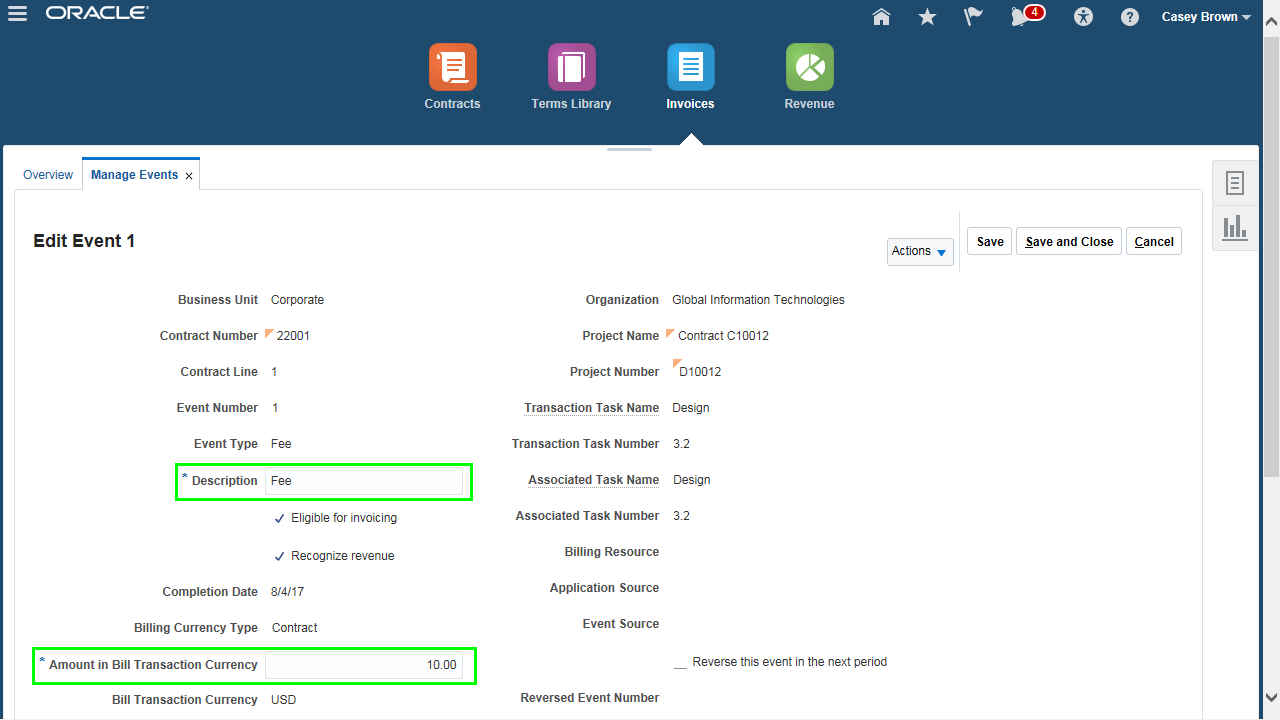 ORACLE
4
Casey Brown
Contracts
Terms Library
Invoices
Revenue
Overview
Manage Events
Edit Event 1
Actions
Save
Save and Close
Cancel
Business Unit Corporate
Organization Global Information Technologies
Contract Number 22001
Project Name Contract C10012
Contract Line 1
Project Number D10012
Event Number 1
Transaction Task Name Design
Event Type Fee
Transaction Task Number 3.2
* Description Fee
Associated Task Name Design
Eligible for invoicing
Associated Task Number 3.2
Recognize revenue
Billing Resource
Completion Date 8/4/17
Application Source
Billing Currency Type Contract
Event Source
* Amount in Bill Transaction Currency 10.00
Reverse this event in the next period
Bill Transaction Currency USD
Reversed Event Number